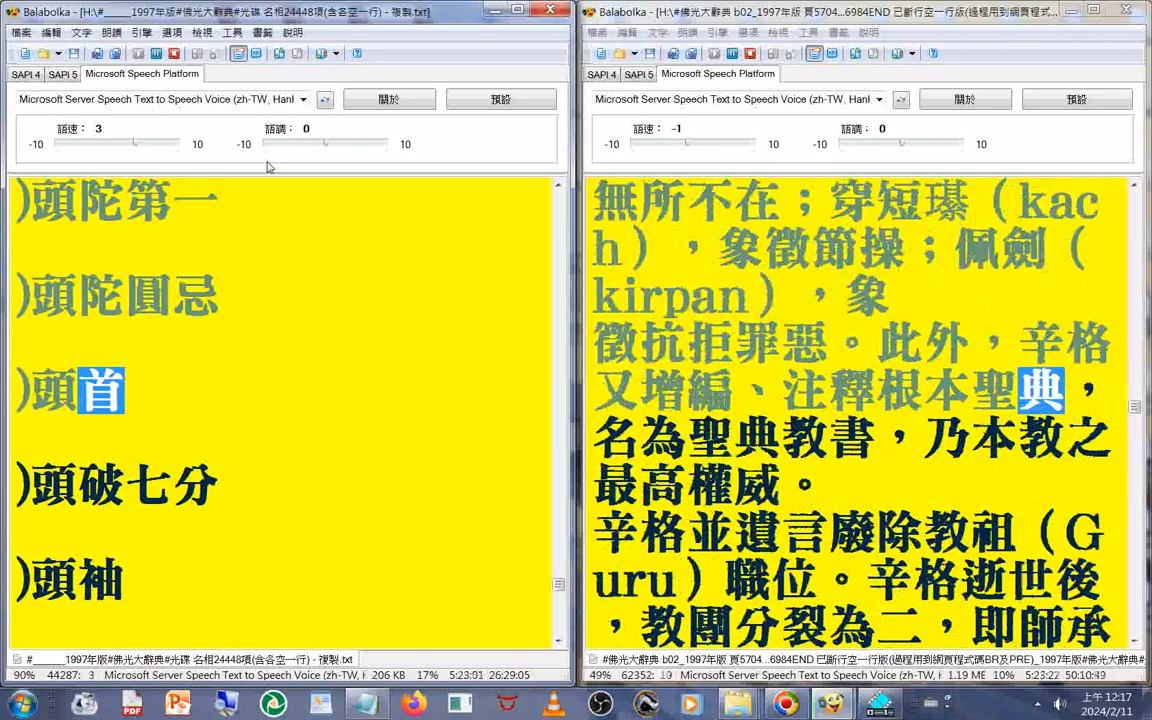 Balabolka - [H:\#_____1997年版#佛光大辭典#光碟 名相24448項(含各空一行) - 複製.txt]
檔案 編輯 文字 朗讀 引擎 選項 檢視 工具 書籤 說明
SAPI 4 SAPI 5 Microsoft Speech Platform
Microsoft Server Speech Text to Speech Voice (zh-TW, Hanl
關於 預設
語速： 3 語調： 0
-10 10 -10 10
)頭陀第一
)頭陀圓忌
)頭首
)頭破七分
)頭袖
#______1997年版#佛光大辭典#光碟 名相24448項(含各空一行) - 複製.txt
90% 44287: 3 Microsoft Server Speech Text to Speech Voice (zh-TW, H 206 KB 17% 5:23:91 26:29:05
Balabolka - [H:\#佛光大辭典 b02_1997年版 頁5704...6984END 已斷行空一行版(過程用到網頁程式...
檔案 編輯 文字 朗讀 引擎 選項 檢視 工具 書籤 說明
SAPI 4 SAPI 5 Microsoft Speech Platform
Microsoft Server Speech Text to Speech Voice (zh-TW, Hanl
關於 預設
語速： -1 語調： 0
-10 10 -10 10
無所不在；穿短（kac
h），象徵節操；佩劍（
kirpan），象
徵抗拒罪惡。此外，辛格
又增編、注釋根本聖典，
名為聖典教書，乃本教之
最高權威。
辛格並遺言廢除教祖（G
uru）職位。辛格逝世後
，教團分裂為二，即師承
#佛光大辭典 b02_1997年版 頁5704...6984END 已斷行空一行版(過程用到網頁程式碼BR及PRE)_1997年版#佛光大辭典#
49% 62352: 10 Microsoft Server Speech Text to Speech Voice (zh-TW, H 1.19 ME 10% 5:23:22 50:10:49
上午 12:17
2024/2/11